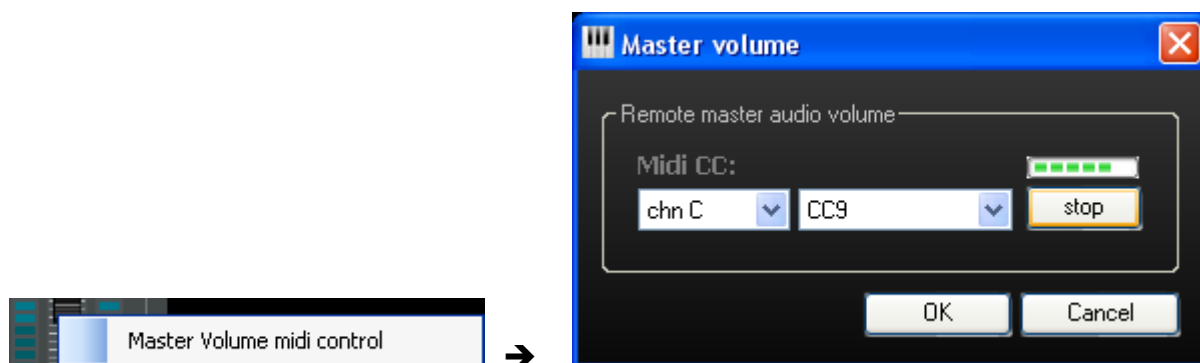 Master volume
Remote master audio volume
Midi CC:
chn C CC9 stop
OK Cancel
Master Volume midi control ➔